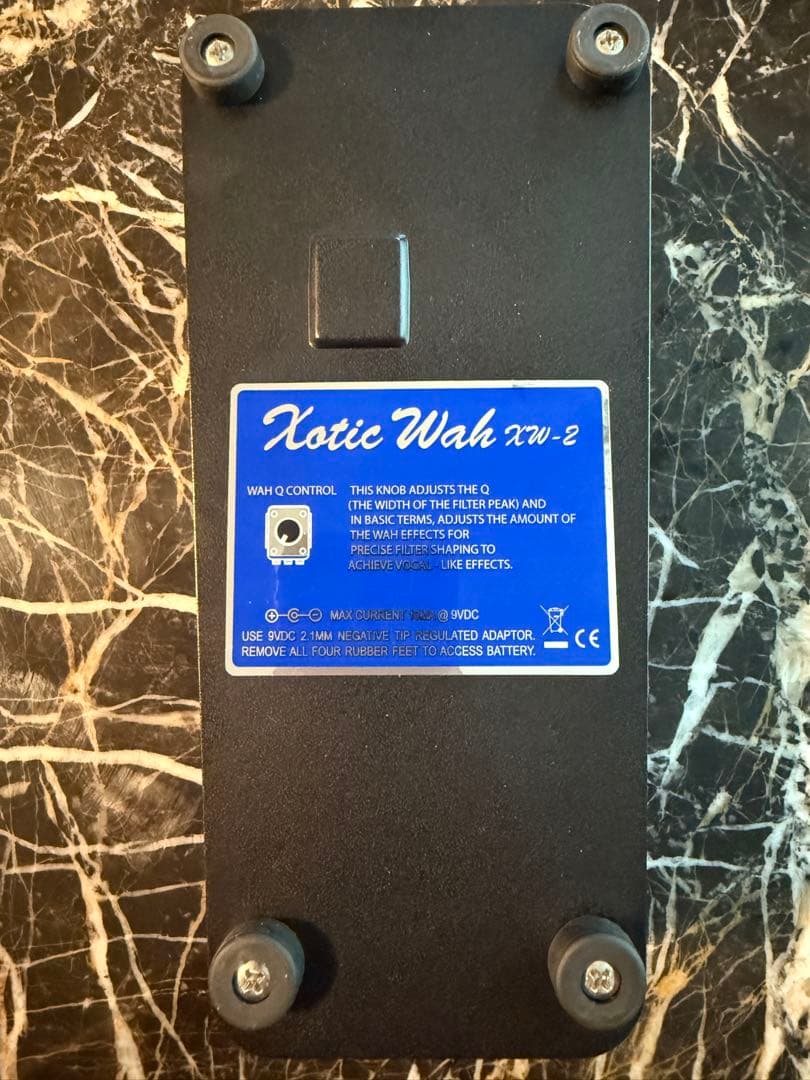 Xotic Wah XW-2
WAH Q CONTROL
THIS KNOB ADJUSTS THE Q
(THE WIDTH OF THE FILTER PEAK) AND
IN BASIC TERMS, ADJUSTS THE AMOUNT OF
THE WAH EFFECTS FOR
PRECISE FILTER SHAPING TO
ACHIEVE VOCAL - LIKE EFFECTS.
MAX CURRENT @ 9VDC
USE 9VDC 2.1MM NEGATIVE TIP REGULATED ADAPTOR.
REMOVE ALL FOUR RUBBER FEET TO ACCESS BATTERY.
CE